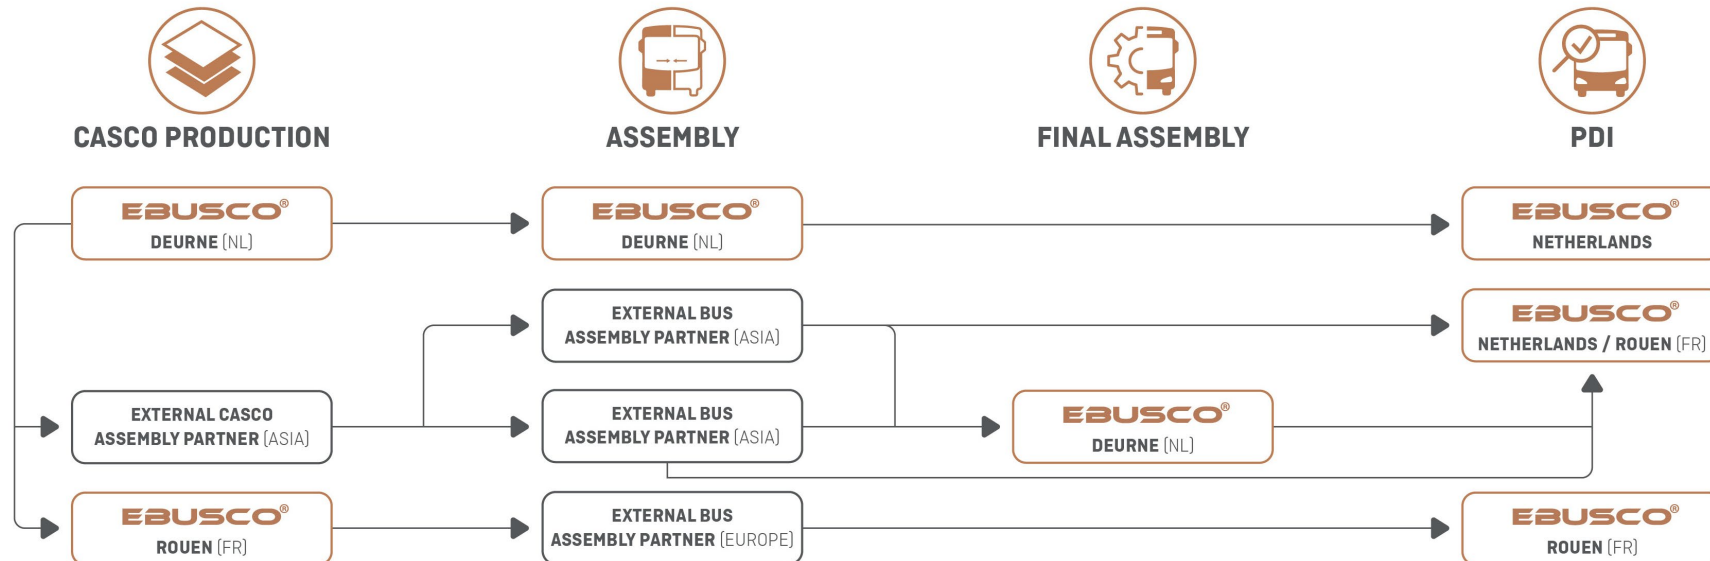 CASCO PRODUCTION
ASSEMBLY
FINAL ASSEMBLY
PDI
EBUSCO®
DEURNE (NL)
EBUSCO®
DEURNE (NL)
EBUSCO®
NETHERLANDS
EXTERNAL BUS
ASSEMBLY PARTNER (ASIA)
EBUSCO®
NETHERLANDS / ROUEN (FR)
EXTERNAL CASCO
ASSEMBLY PARTNER (ASIA)
EXTERNAL BUS
ASSEMBLY PARTNER (ASIA)
EBUSCO®
DEURNE (NL)
EBUSCO®
ROUEN (FR)
EXTERNAL BUS
ASSEMBLY PARTNER (EUROPE)
EBUSCO®
ROUEN (FR)